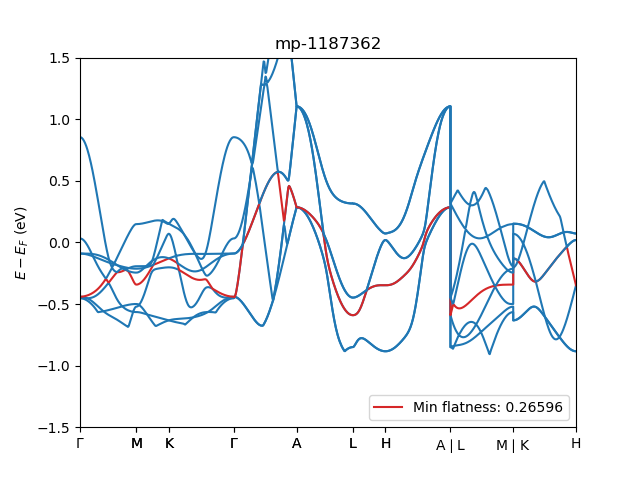 mp-1187362
E − E_F (eV)
1.5
1.0
0.5
0.0
−0.5
−1.0
−1.5
Min flatness: 0.26596
Γ M K Γ A L H A | L M | K H